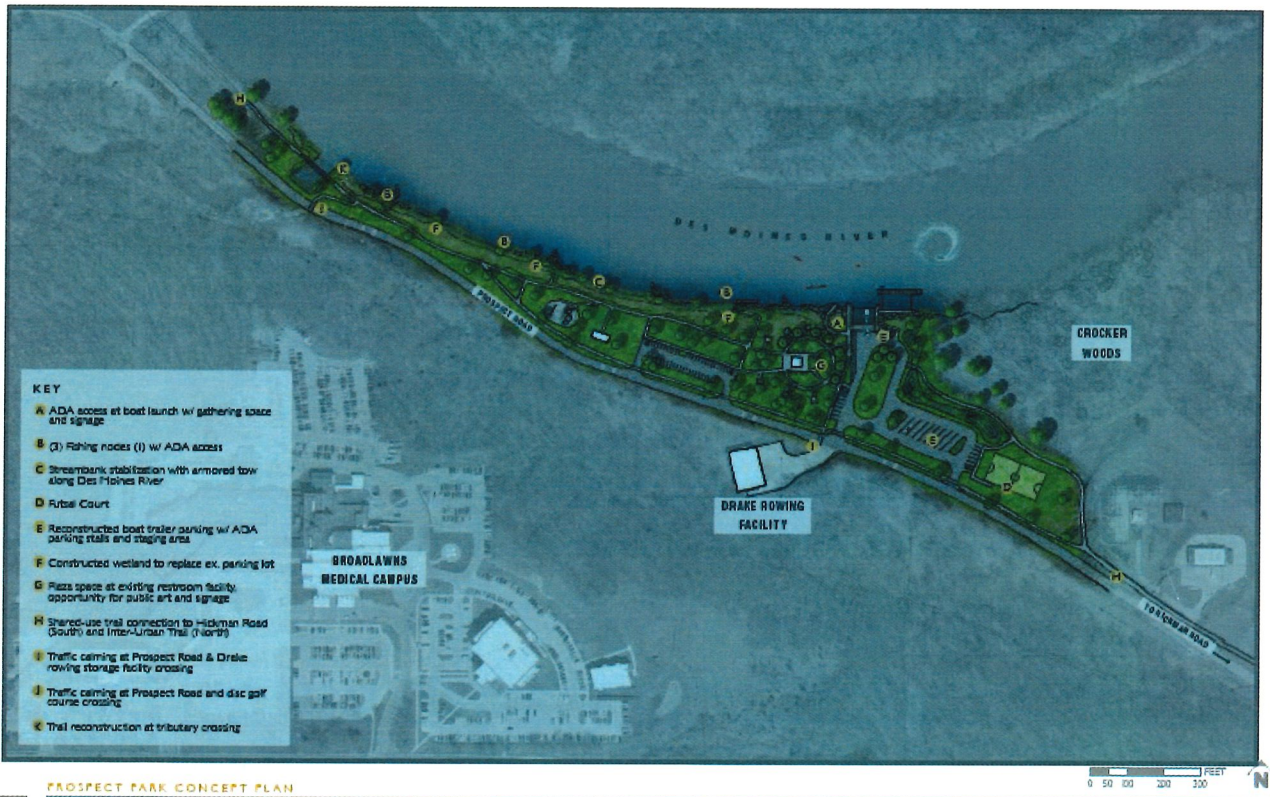 DES MOINES RIVER
PROSPECT ROAD
CROCKER
WOODS
DRAKE ROWING
FACILITY
BROADLAWNS
MEDICAL CAMPUS
TO HICKMAN ROAD
H
K
B
J
F
B
F
C
B
F
A
E
G
I
E
D
H
KEY
A ADA access at boat launch w/ gathering space
and signage
B (3) Fishing nodes (1) w/ ADA access
C Streambank stabilization with armored tow
along Des Moines River
D Futsal Court
E Reconstructed boat trailer parking w/ ADA
parking stalls and staging area
F Constructed wetland to replace ex. parking lot
G Plaza space at existing restroom facility,
opportunity for public art and signage
H Shared-use trail connection to Hickman Road
(South) and Inter-Urban Trail (North)
I Traffic calming at Prospect Road & Drake
rowing storage facility crossing
J Traffic calming at Prospect Road and disc golf
course crossing
K Trail reconstruction at tributary crossing
PROSPECT PARK CONCEPT PLAN
FEET
0 50 100 200 300
N